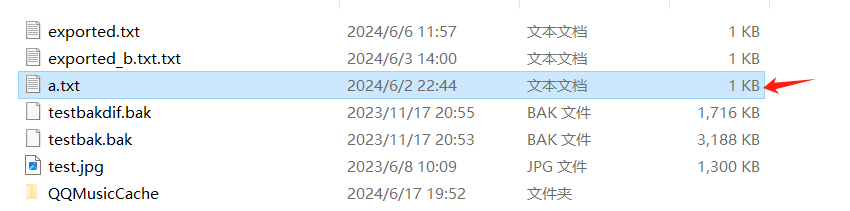 exported.txt 2024/6/6 11:57 文本文档 1 KB
exported_b.txt.txt 2024/6/3 14:00 文本文档 1 KB
a.txt 2024/6/2 22:44 文本文档 1 KB
testbakdif.bak 2023/11/17 20:55 BAK 文件 1,716 KB
testbak.bak 2023/11/17 20:53 BAK 文件 3,188 KB
test.jpg 2023/6/8 10:09 JPG 文件 1,300 KB
QQMusicCache 2024/6/17 19:52 文件夹